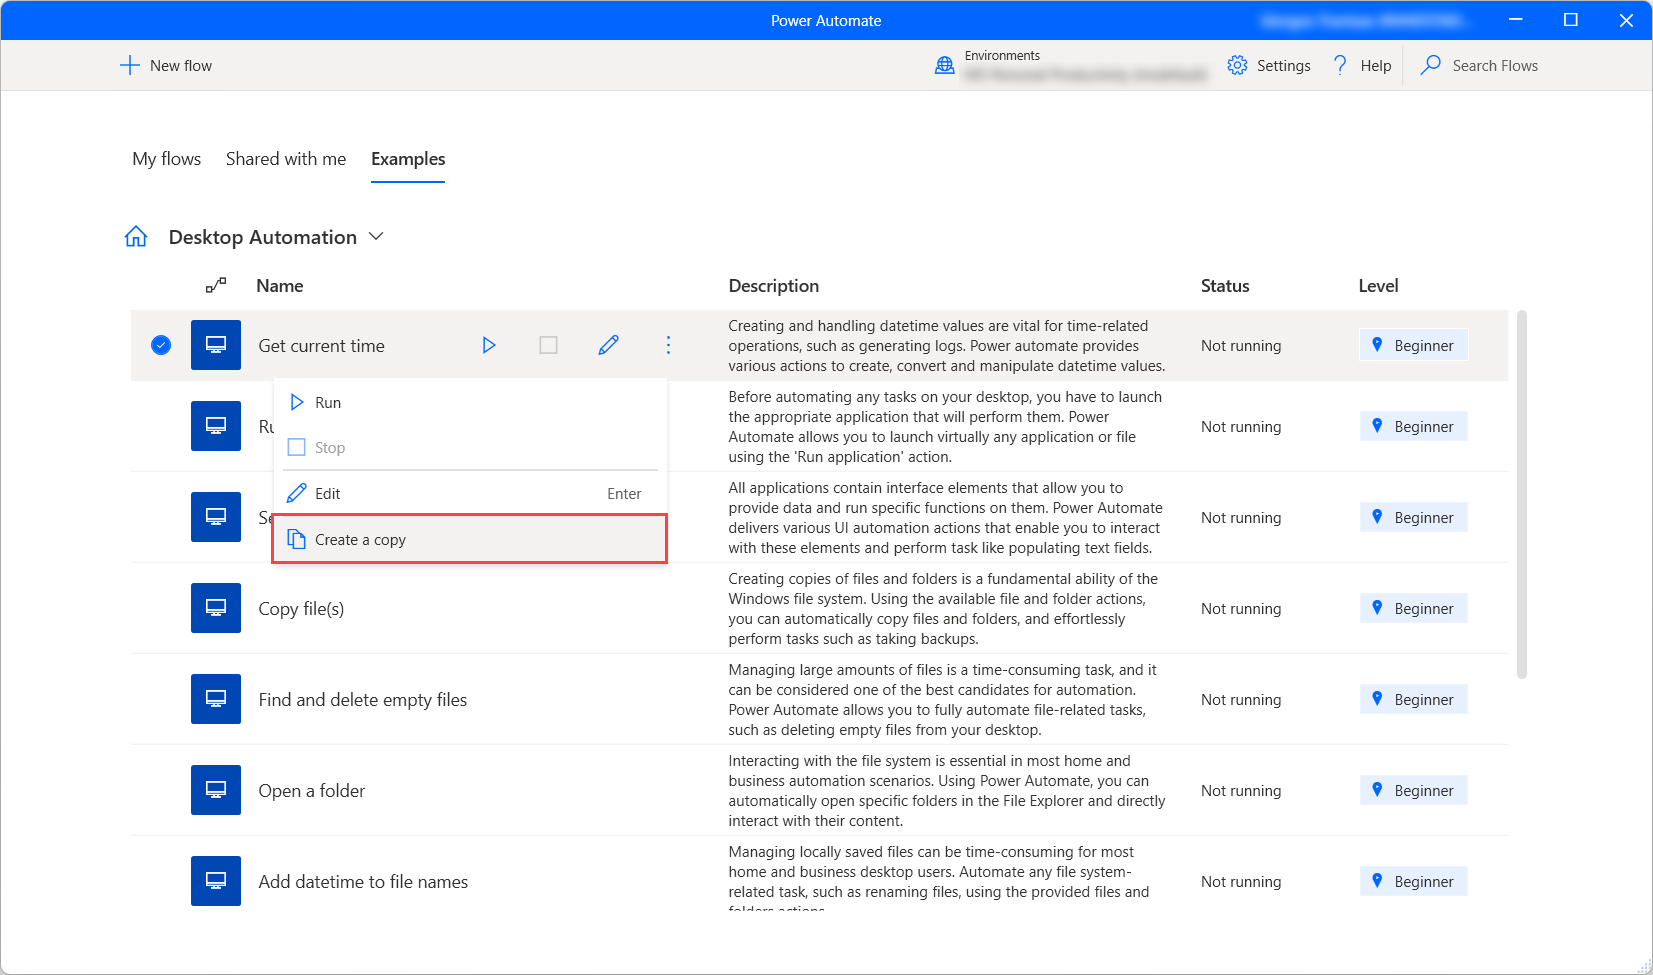 Power Automate
New flow
Environments
Settings
Help
Search Flows
My flows
Shared with me
Examples
Desktop Automation
Name
Description
Status
Level
Get current time
Creating and handling datetime values are vital for time-related
operations, such as generating logs. Power automate provides
various actions to create, convert and manipulate datetime values.
Not running
Beginner
Run
Stop
Edit
Enter
Create a copy
Ru
Before automating any tasks on your desktop, you have to launch
the appropriate application that will perform them. Power
Automate allows you to launch virtually any application or file
using the 'Run application' action.
Not running
Beginner
Se
All applications contain interface elements that allow you to
provide data and run specific functions on them. Power Automate
delivers various UI automation actions that enable you to interact
with these elements and perform task like populating text fields.
Not running
Beginner
Copy file(s)
Creating copies of files and folders is a fundamental ability of the
Windows file system. Using the available file and folder actions,
you can automatically copy files and folders, and effortlessly
perform tasks such as taking backups.
Not running
Beginner
Find and delete empty files
Managing large amounts of files is a time-consuming task, and it
can be considered one of the best candidates for automation.
Power Automate allows you to fully automate file-related tasks,
such as deleting empty files from your desktop.
Not running
Beginner
Open a folder
Interacting with the file system is essential in most home and
business automation scenarios. Using Power Automate, you can
automatically open specific folders in the File Explorer and directly
interact with their content.
Not running
Beginner
Add datetime to file names
Managing locally saved files can be time-consuming for most
home and business desktop users. Automate any file system-
related task, such as renaming files, using the provided files and
folders actions.
Not running
Beginner